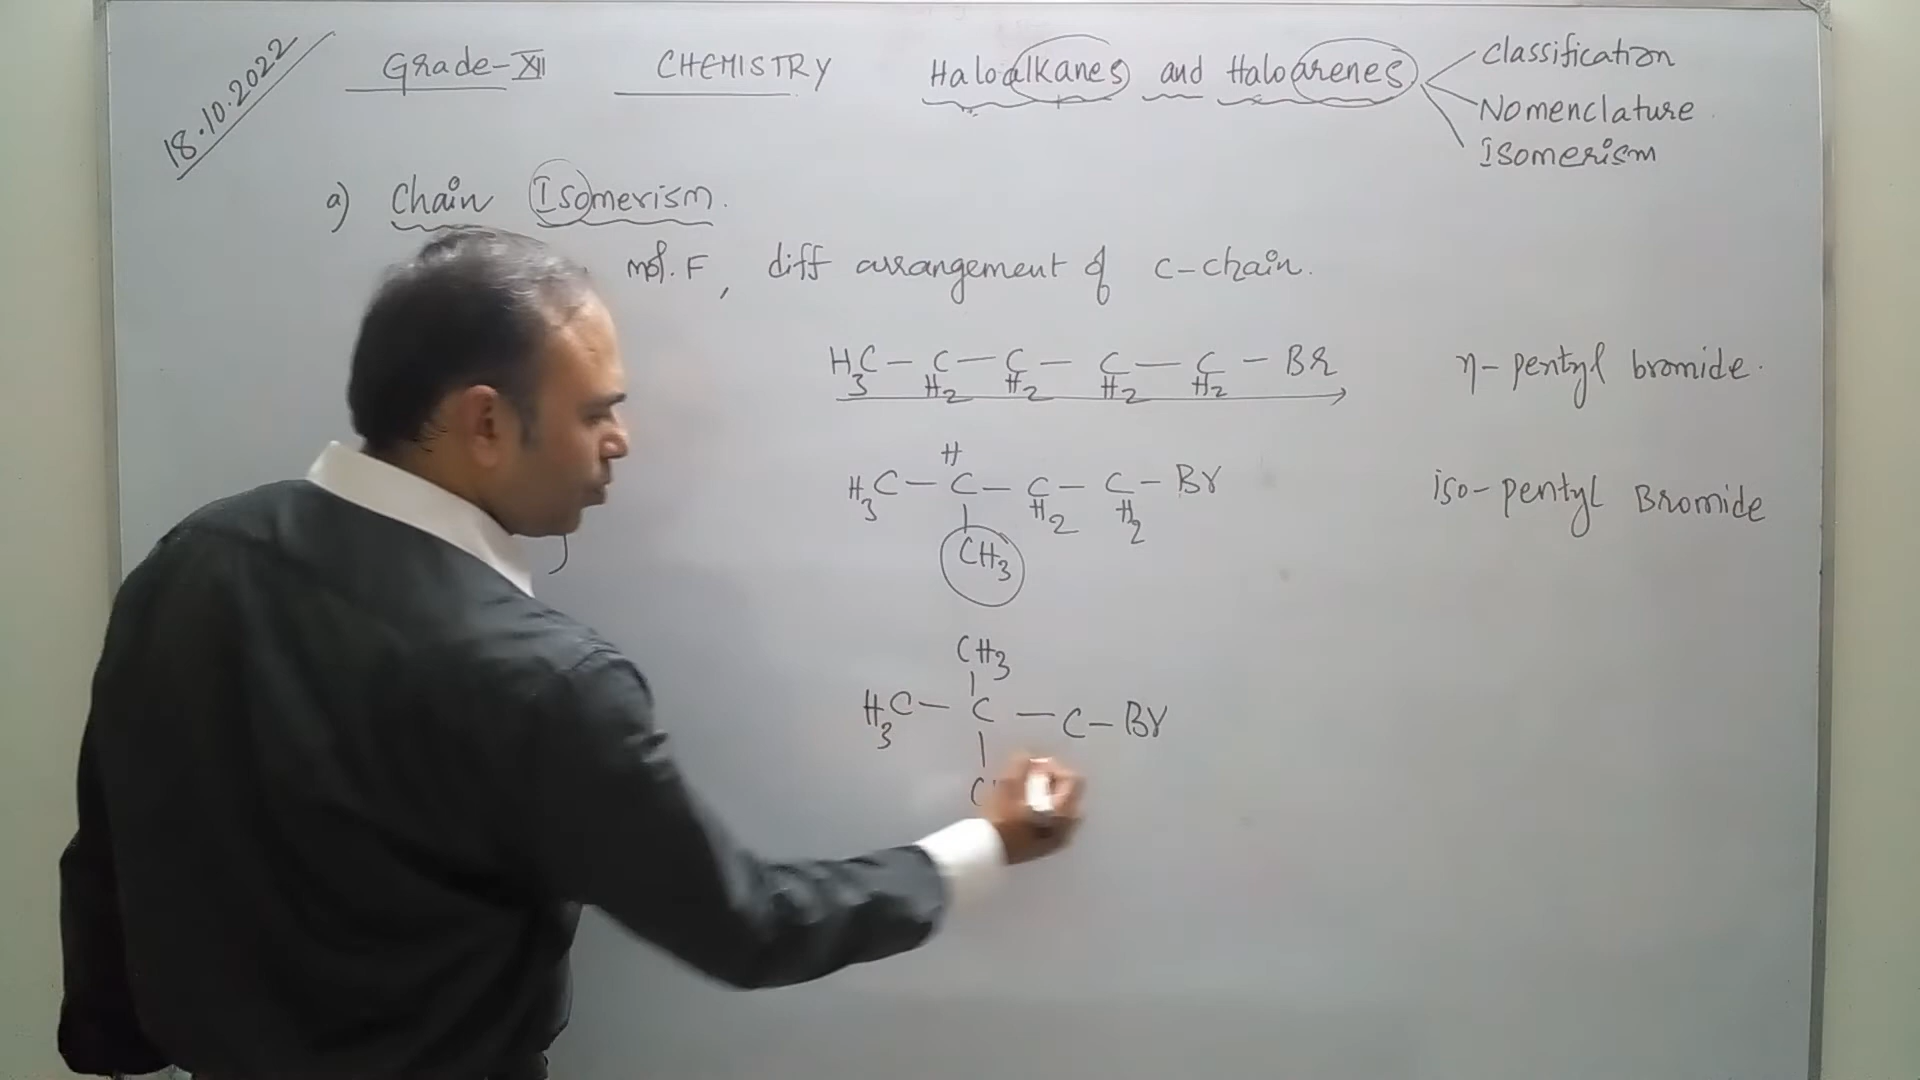 18.10.2022
Grade-XII CHEMISTRY Haloalkanes and Haloarenes
Classification
Nomenclature
Isomerism
a) Chain Isomerism.
mol. F, diff arrangement of C-chain.
H3C-CH2-CH2-CH2-CH2-Br n-pentyl bromide.
H
H3C-C-CH2-CH2-Br iso-pentyl Bromide
CH3
CH3
H3C-C-C-Br
C